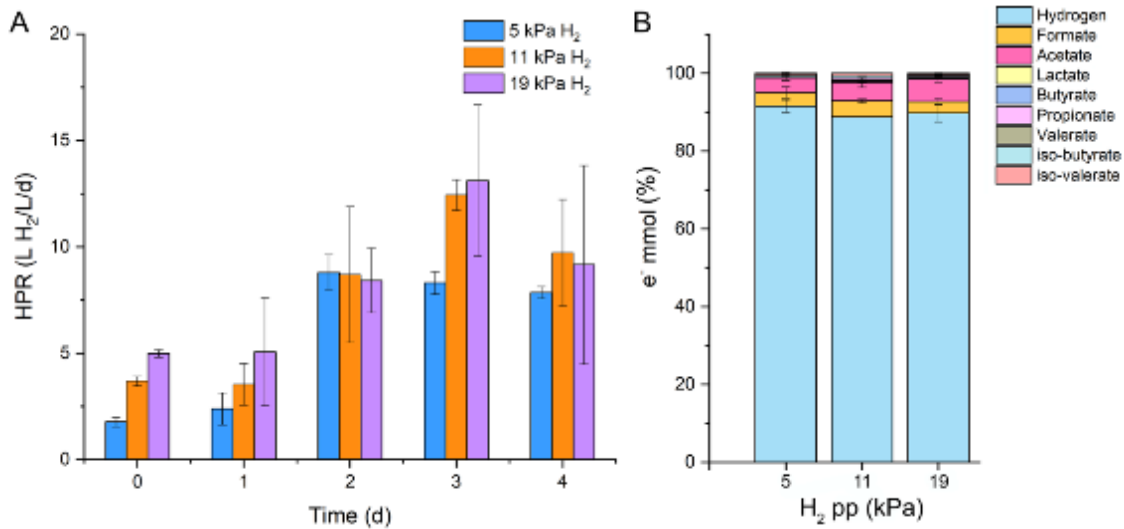 A
HPR (L H₂/L/d)
20
15
10
5
0
5 kPa H₂
11 kPa H₂
19 kPa H₂
0 1 2 3 4
Time (d)
B
e⁻ mmol (%)
100
80
60
40
20
0
5 11 19
H₂ pp (kPa)
Hydrogen
Formate
Acetate
Lactate
Butyrate
Propionate
Valerate
iso-butyrate
iso-valerate